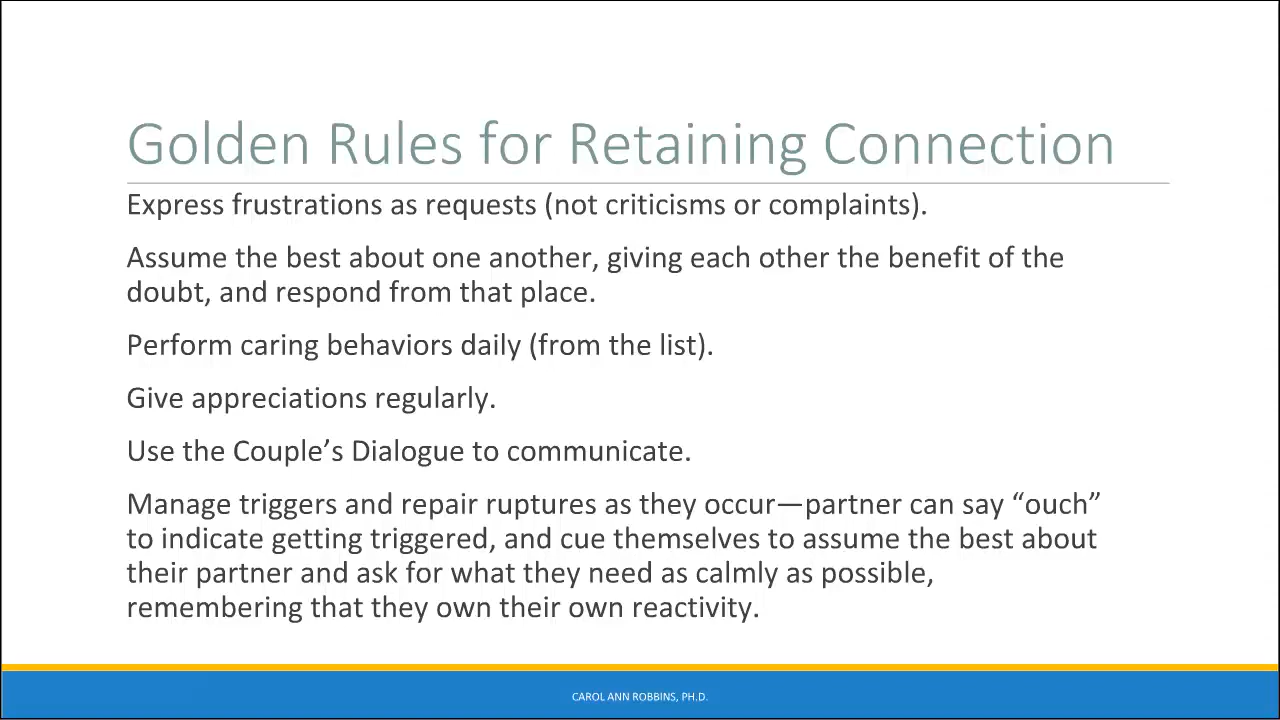 Golden Rules for Retaining Connection
Express frustrations as requests (not criticisms or complaints).
Assume the best about one another, giving each other the benefit of the
doubt, and respond from that place.
Perform caring behaviors daily (from the list).
Give appreciations regularly.
Use the Couple’s Dialogue to communicate.
Manage triggers and repair ruptures as they occur—partner can say “ouch”
to indicate getting triggered, and cue themselves to assume the best about
their partner and ask for what they need as calmly as possible,
remembering that they own their own reactivity.
CAROL ANN ROBBINS, PH.D.